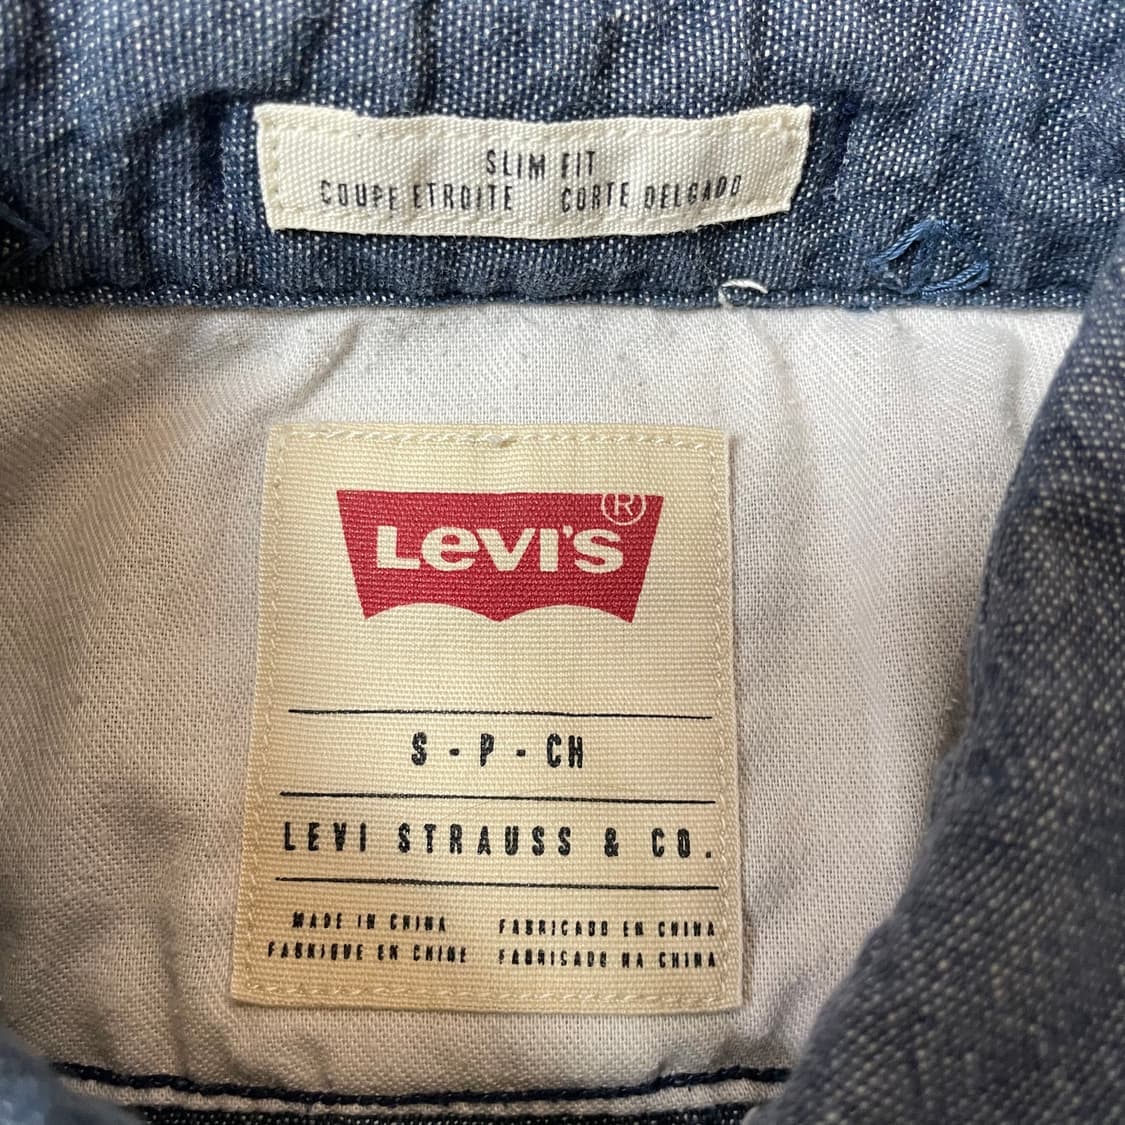 SLIM FIT
COUPE ETROITE CORTE DELGADO
LEVI'S®
S - P - CH
LEVI STRAUSS & CO.
MADE IN CHINA FABRICADO EN CHINA
FABRIQUE EN CHINE FABRICADO NA CHINA